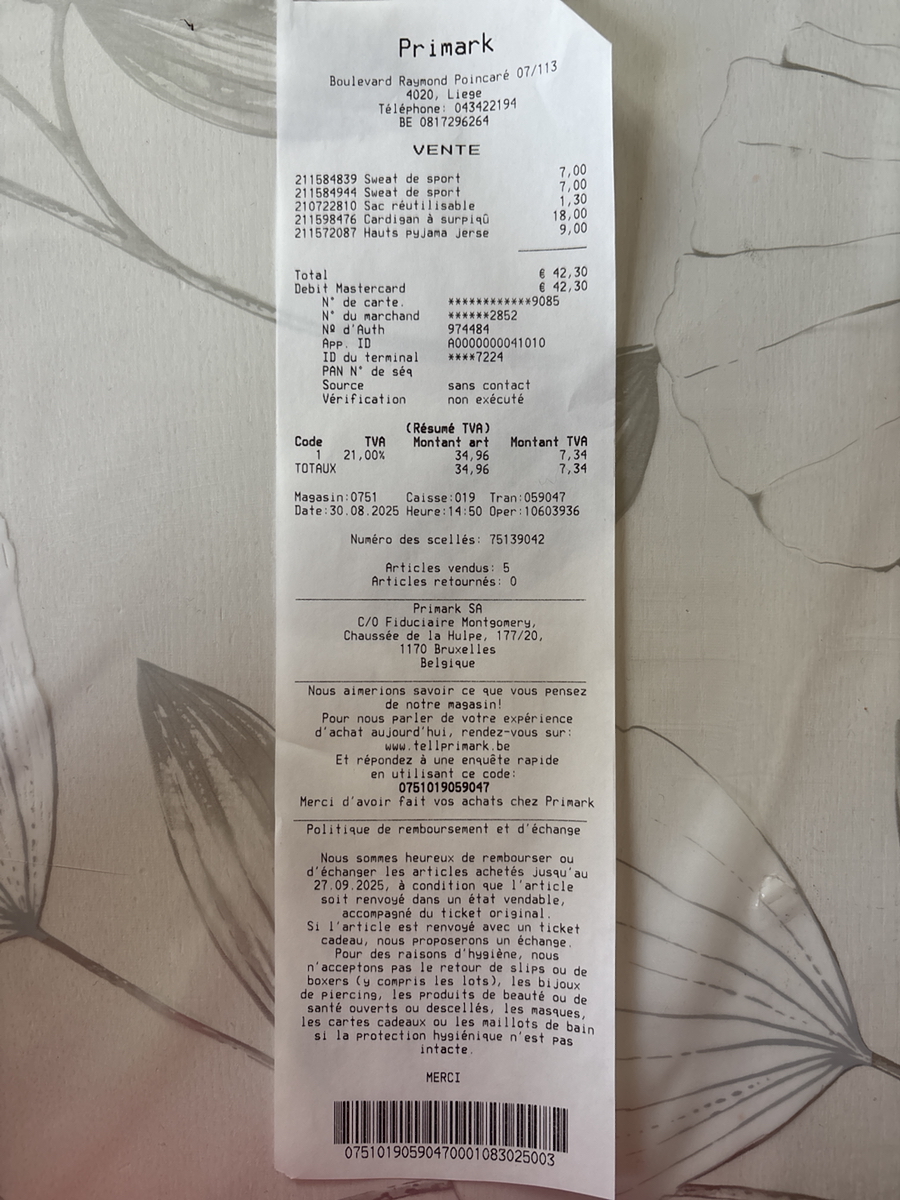 Primark
Boulevard Raymond Poincaré 07/113
4020, Liege
Téléphone: 043422194
BE 0817296264
VENTE
211584839 Sweat de sport 7,00
211584944 Sweat de sport 7,00
210722810 Sac réutilisable 1,30
211598476 Cardigan à surpiqû 18,00
211572087 Hauts pyjama jerse 9,00
Total € 42,30
Debit Mastercard € 42,30
N° de carte. ************9085
N° du marchand ******2852
Nº d'Auth 974484
App. ID A0000000041010
ID du terminal ****7224
PAN N° de séq
Source sans contact
Vérification non exécuté
(Résumé TVA)
Code TVA Montant art Montant TVA
1 21,00% 34,96 7,34
TOTAUX 34,96 7,34
Magasin:0751 Caisse:019 Tran:059047
Date:30.08.2025 Heure:14:50 Oper:10603936
Numéro des scellés: 75139042
Articles vendus: 5
Articles retournés: 0
Primark SA
C/O Fiduciaire Montgomery,
Chaussée de la Hulpe, 177/20,
1170 Bruxelles
Belgique
Nous aimerions savoir ce que vous pensez
de notre magasin!
Pour nous parler de votre expérience
d'achat aujourd'hui, rendez-vous sur:
www.tellprimark.be
Et répondez à une enquête rapide
en utilisant ce code:
0751019059047
Merci d'avoir fait vos achats chez Primark
Politique de remboursement et d'échange
Nous sommes heureux de rembourser ou
d'échanger les articles achetés jusqu'au
27.09.2025, à condition que l'article
soit renvoyé dans un état vendable,
accompagné du ticket original.
Si l'article est renvoyé avec un ticket
cadeau, nous proposerons un échange.
Pour des raisons d'hygiène, nous
n'acceptons pas le retour de slips ou de
boxers (y compris les lots), les bijoux
de piercing, les produits de beauté ou de
santé ouverts ou descellés, les masques,
les cartes cadeaux ou les maillots de bain
si la protection hygiénique n'est pas
intacte.
MERCI
07510190590470001083025003